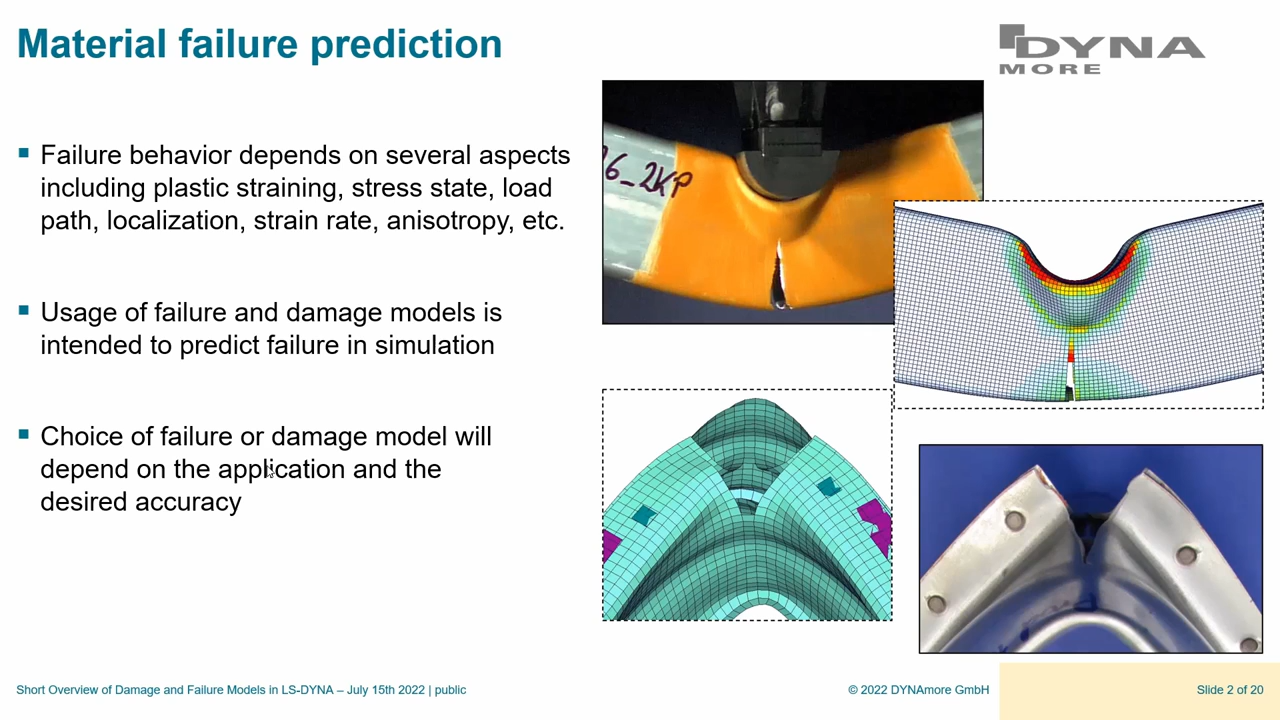 Material failure prediction
DYNA
MORE
Failure behavior depends on several aspects
including plastic straining, stress state, load
path, localization, strain rate, anisotropy, etc.
Usage of failure and damage models is
intended to predict failure in simulation
Choice of failure or damage model will
depend on the application and the
desired accuracy
6_2KP
Short Overview of Damage and Failure Models in LS-DYNA – July 15th 2022 | public
© 2022 DYNAmore GmbH
Slide 2 of 20